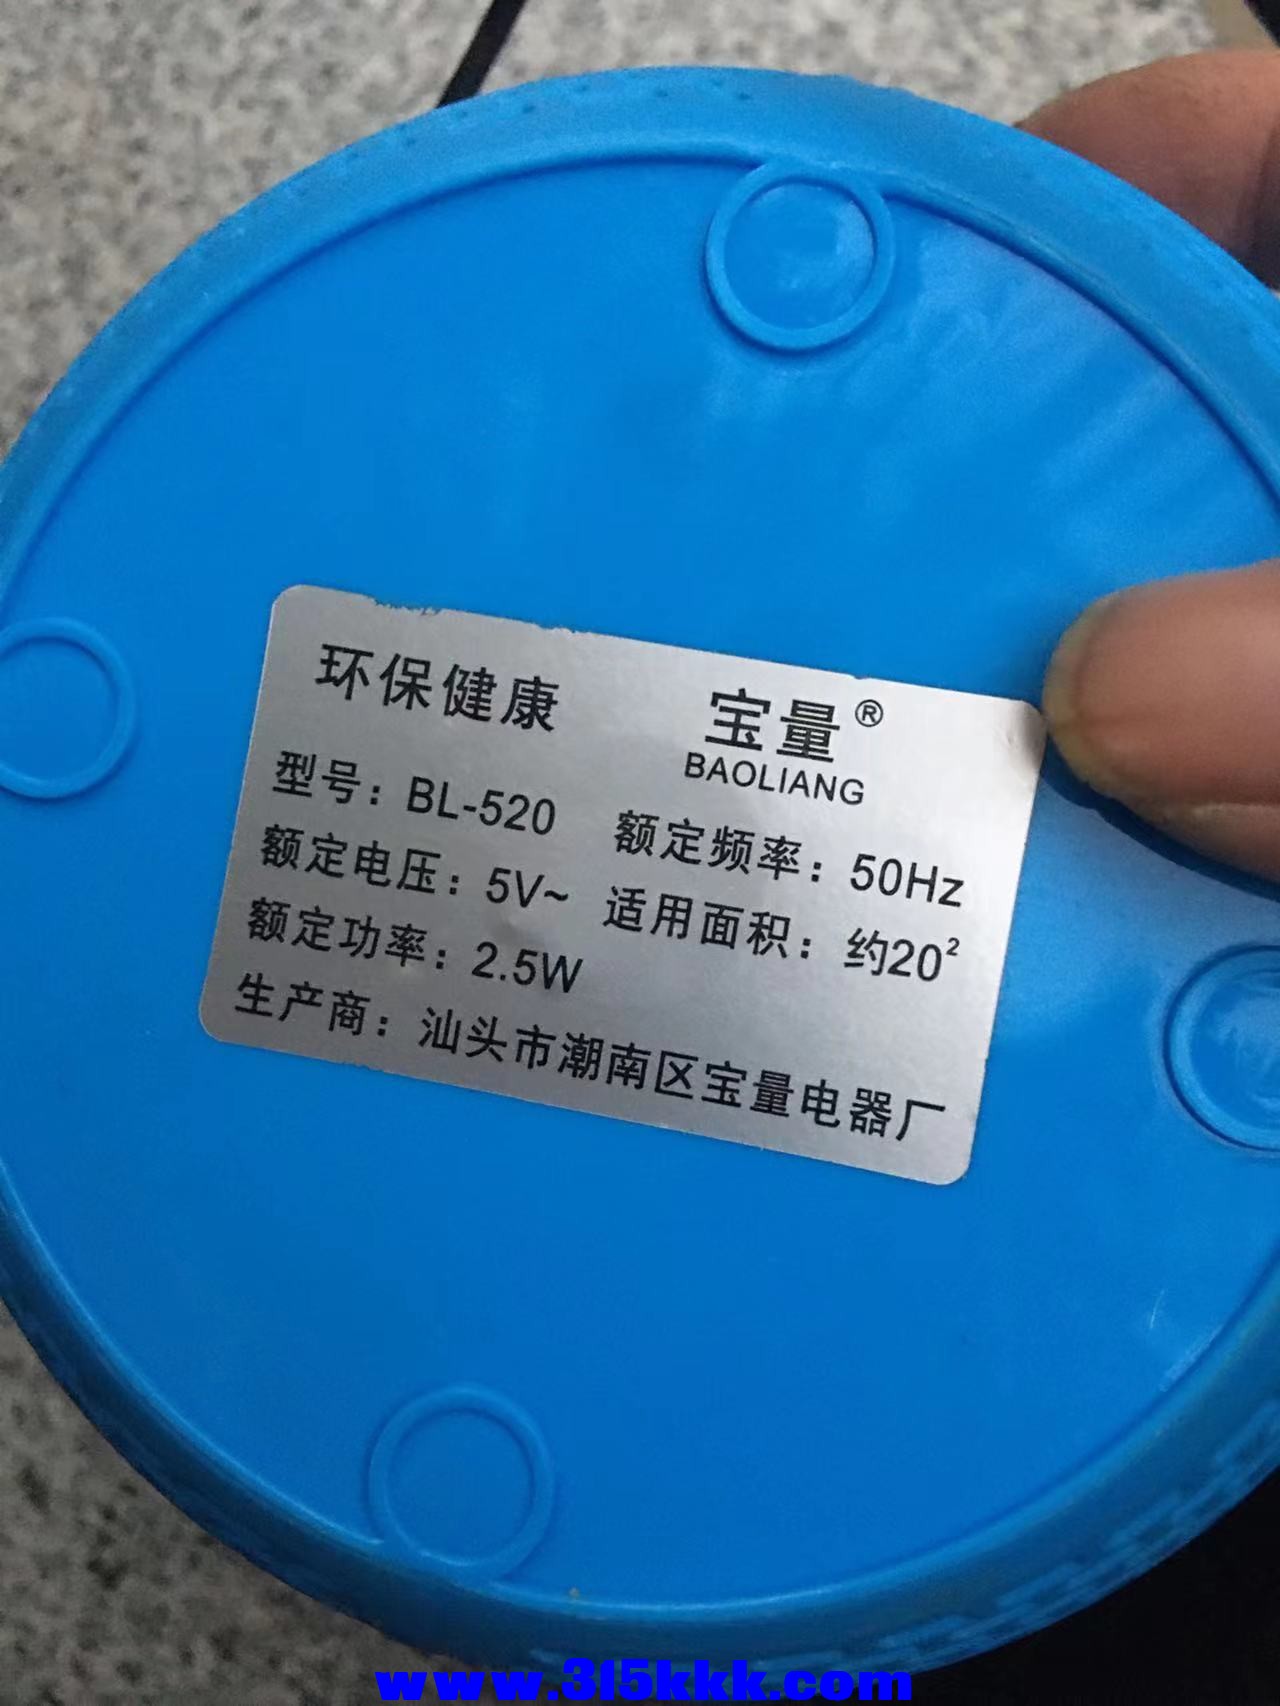 环保健康 宝量®
BAOLIANG
型号：BL-520 额定频率：50Hz
额定电压：5V~ 适用面积：约20²
额定功率：2.5W
生产商：汕头市潮南区宝量电器厂
www.315kkk.com